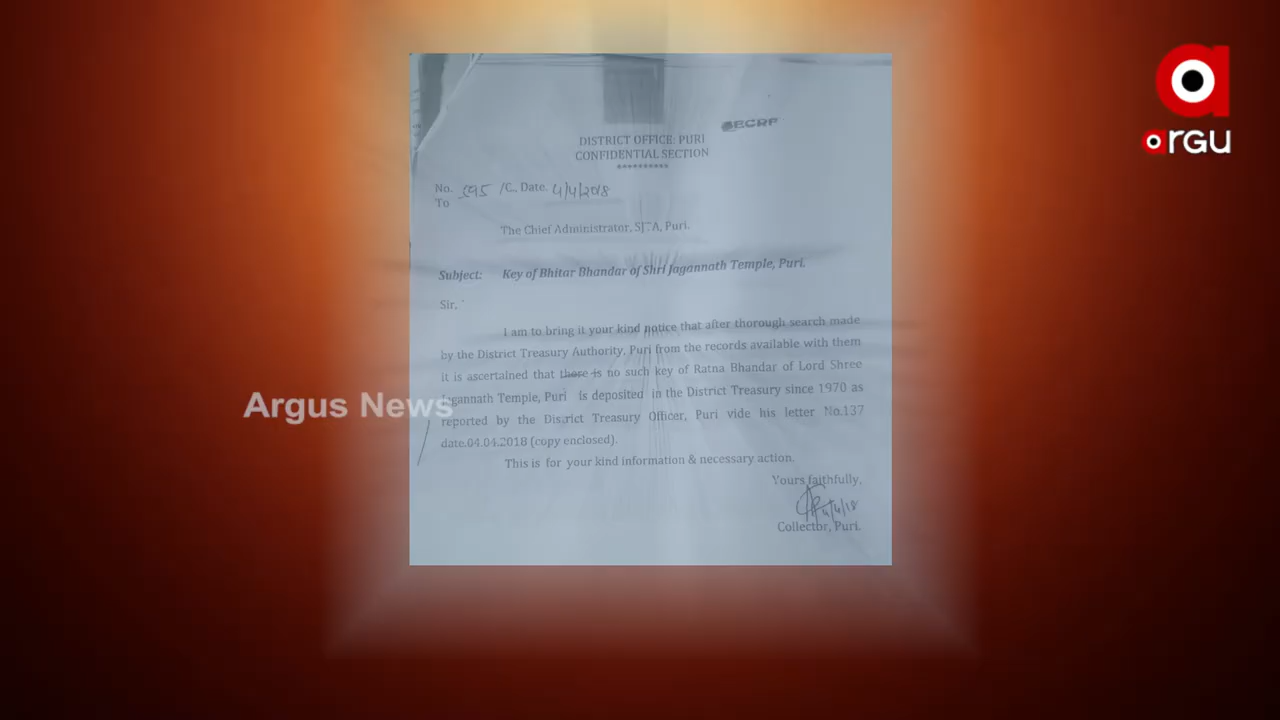 DISTRICT OFFICE: PURI
CONFIDENTIAL SECTION
**********
No. 595 /C., Date. 4/4/2018
To
The Chief Administrator, SJTA, Puri.
Subject: Key of Bhitar Bhandar of Shri Jagannath Temple, Puri.
Sir,
I am to bring it your kind notice that after thorough search made
by the District Treasury Authority, Puri from the records available with them
it is ascertained that there is no such key of Ratna Bhandar of Lord Shree
Jagannath Temple, Puri is deposited in the District Treasury since 1970 as
reported by the District Treasury Officer, Puri vide his letter No.137
date.04.04.2018 (copy enclosed).
This is for your kind information & necessary action.
Yours faithfully,
4/4/18
Collector, Puri.
Argus News
argu